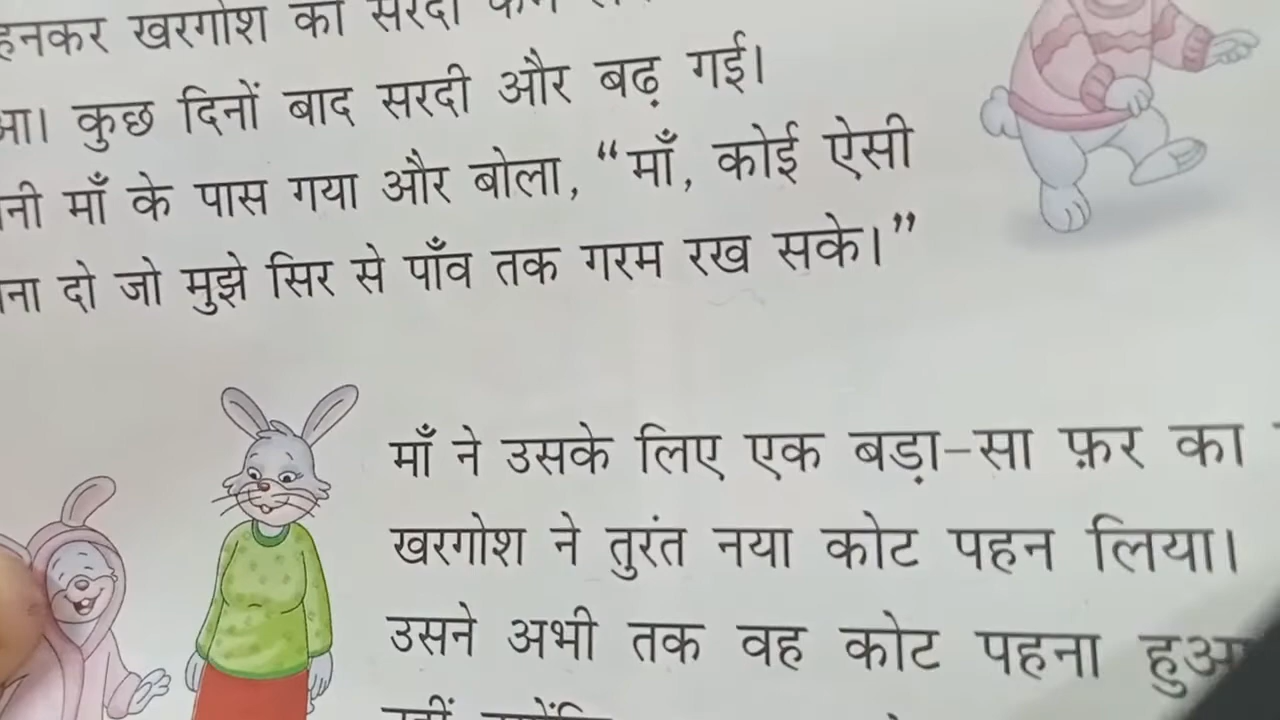 खरगोश को सरदी
कुछ दिनों बाद सरदी और बढ़ गई।
माँ के पास गया और बोला, “माँ, कोई ऐसी
दो जो मुझे सिर से पाँव तक गरम रख सके।”
माँ ने उसके लिए एक बड़ा-सा फ़र का
खरगोश ने तुरंत नया कोट पहन लिया।
उसने अभी तक वह कोट पहना